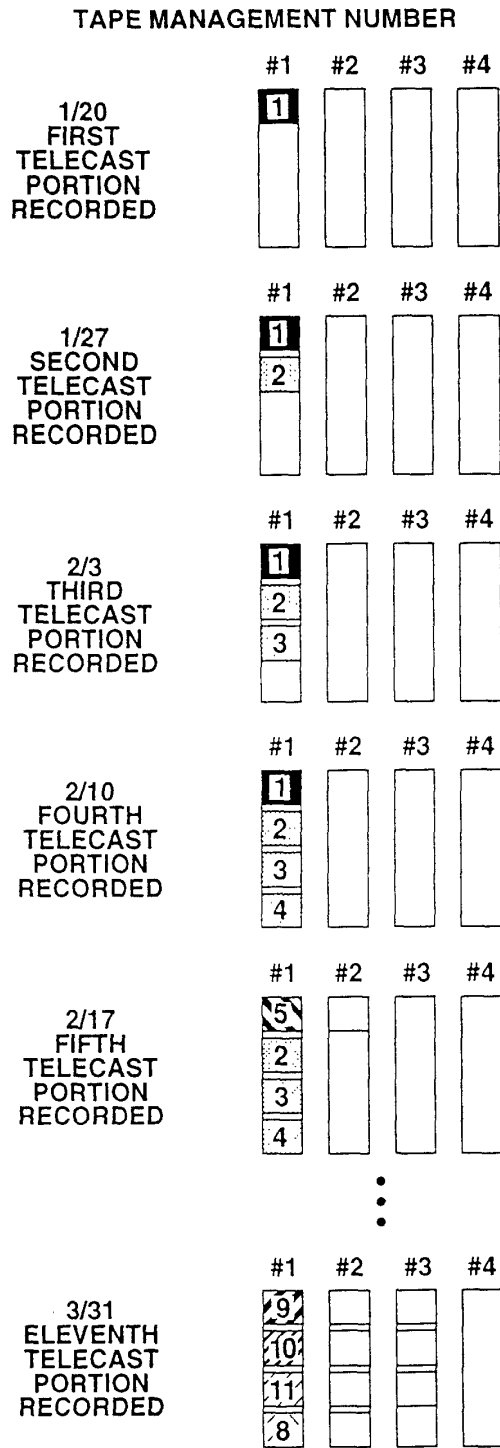 TAPE MANAGEMENT NUMBER
#1 #2 #3 #4
1/20
FIRST
TELECAST
PORTION
RECORDED
1
#1 #2 #3 #4
1/27
SECOND
TELECAST
PORTION
RECORDED
1
2
#1 #2 #3 #4
2/3
THIRD
TELECAST
PORTION
RECORDED
1
2
3
#1 #2 #3 #4
2/10
FOURTH
TELECAST
PORTION
RECORDED
1
2
3
4
#1 #2 #3 #4
2/17
FIFTH
TELECAST
PORTION
RECORDED
5
2
3
4
#1 #2 #3 #4
3/31
ELEVENTH
TELECAST
PORTION
RECORDED
9
10
11
8